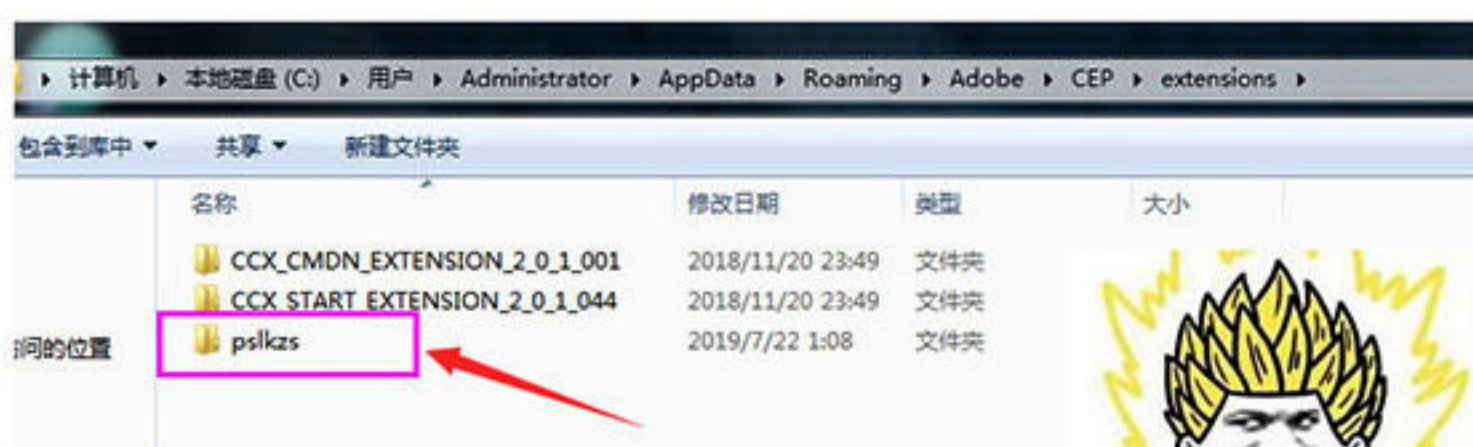 计算机 ▸ 本地磁盘 (C:) ▸ 用户 ▸ Administrator ▸ AppData ▸ Roaming ▸ Adobe ▸ CEP ▸ extensions ▸
包含到库中 共享 新建文件夹
名称 修改日期 类型 大小
CCX_CMDN_EXTENSION_2_0_1_001 2018/11/20 23:49 文件夹
CCX_START_EXTENSION_2_0_1_044 2018/11/20 23:49 文件夹
pslkzs 2019/7/22 1:08 文件夹
问的位置